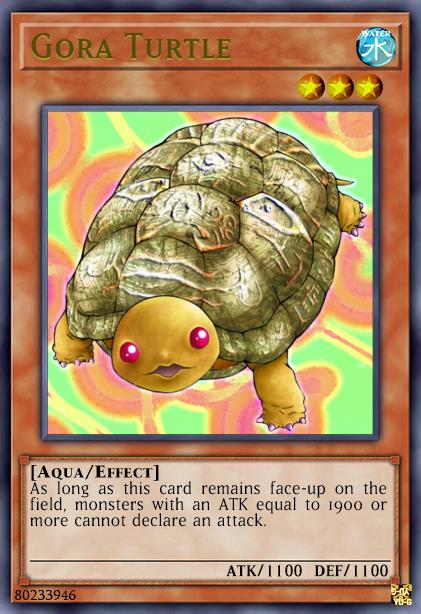 Gora Turtle
WATER
水
[Aqua/Effect]
As long as this card remains face-up on the
field, monsters with an ATK equal to 1900 or
more cannot declare an attack.
ATK/1100 DEF/1100
80233946